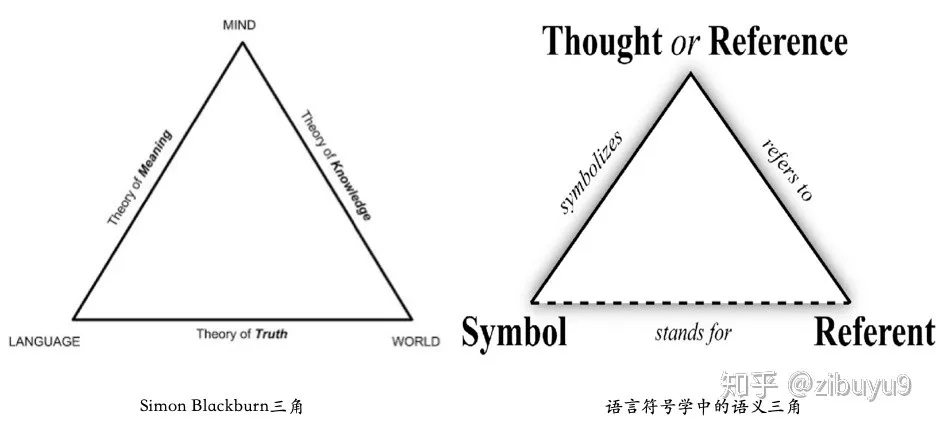 MIND
Theory of Meaning
Theory of Knowledge
LANGUAGE
Theory of Truth
WORLD
Simon Blackburn三角
Thought or Reference
symbolizes
refers to
Symbol
stands for
Referent
知乎 @zibuyu9
语言符号学中的语义三角